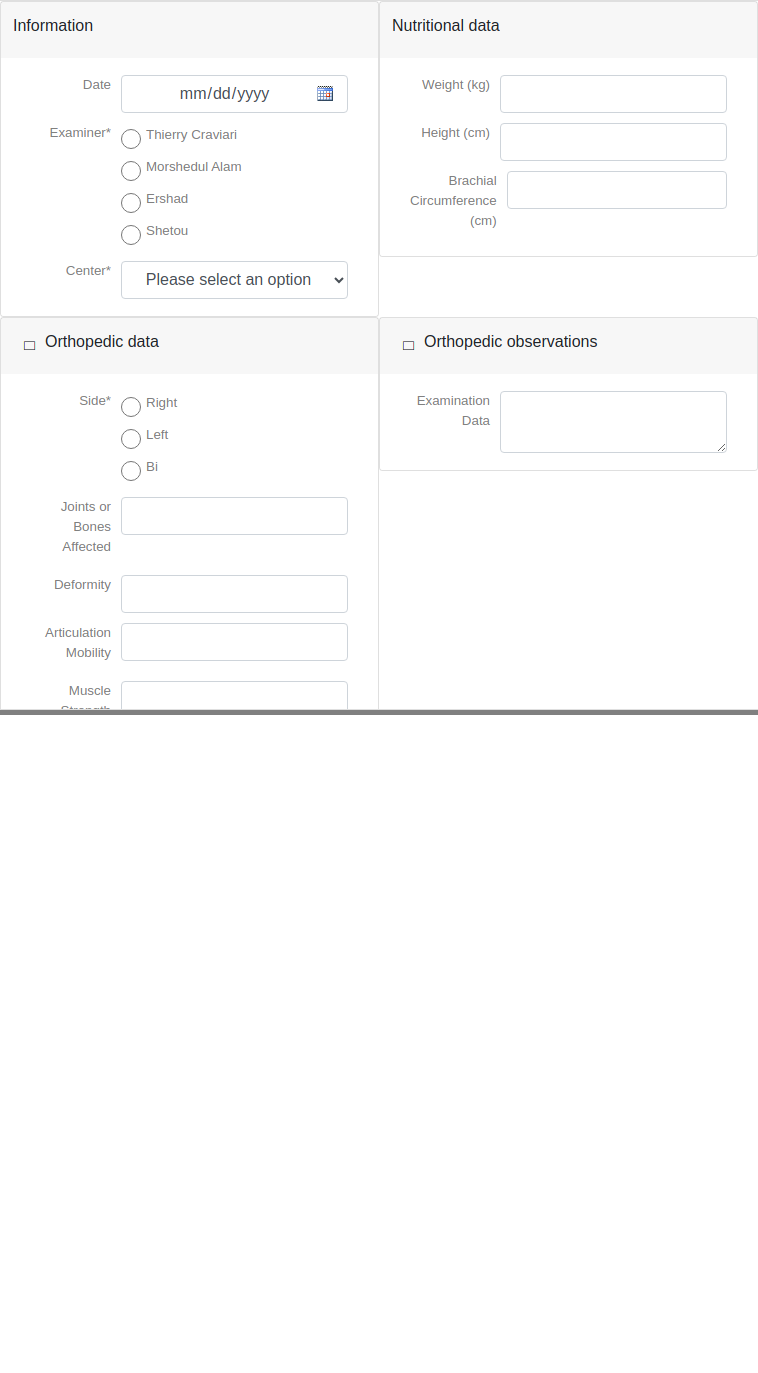 Information
Date
mm/dd/yyyy
Examiner*
Thierry Craviari
Morshedul Alam
Ershad
Shetou
Center*
Please select an option
Nutritional data
Weight (kg)
Height (cm)
Brachial
Circumference
(cm)
Orthopedic data
Side*
Right
Left
Bi
Joints or
Bones
Affected
Deformity
Articulation
Mobility
Muscle
Strength
Orthopedic observations
Examination
Data